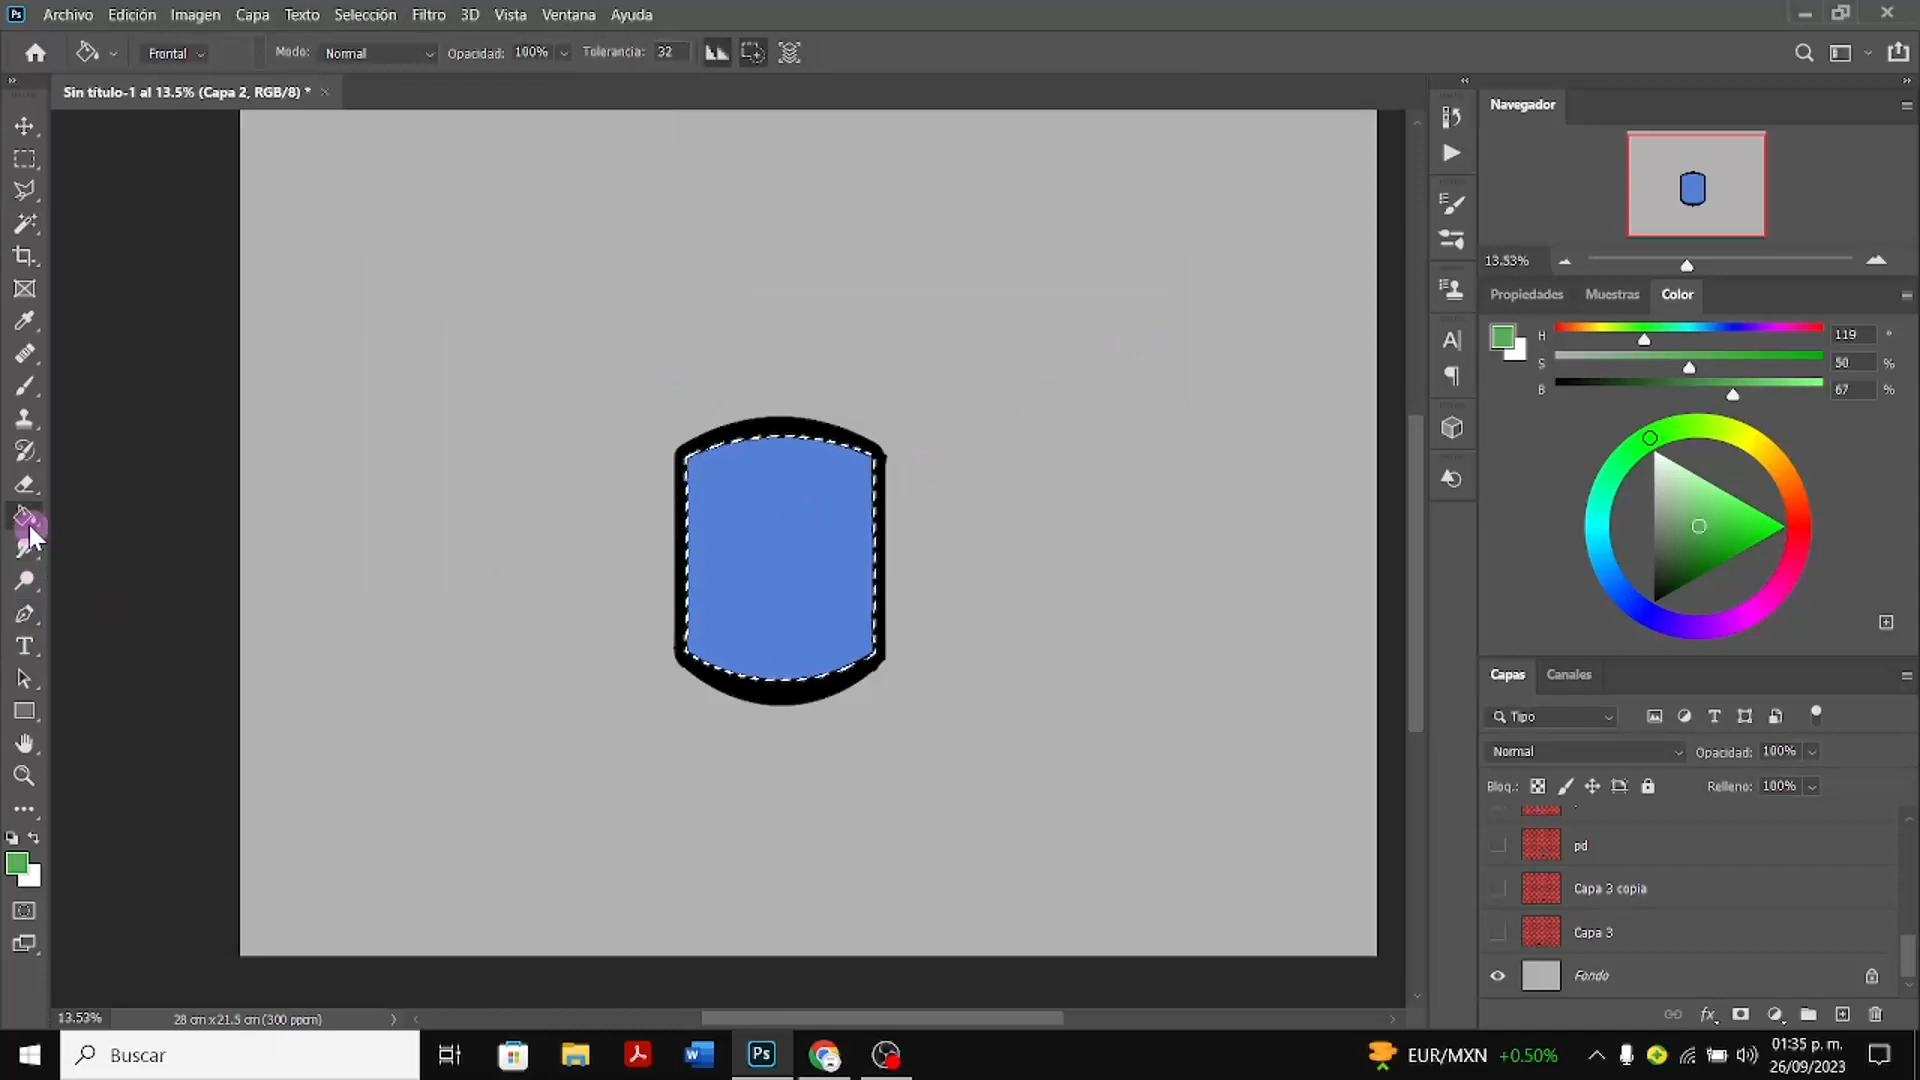 Ps Archivo Edición Imagen Capa Texto Selección Filtro 3D Vista Ventana Ayuda
Frontal Modo: Normal Opacidad: 100% Tolerancia: 32
Sin título-1 al 13.5% (Capa 2, RGB/8) *
Navegador
13.53%
Propiedades Muestras Color
H 119 °
S 50 %
B 67 %
Capas Canales
Tipo
Normal Opacidad: 100%
Bloq.: Relleno: 100%
pd
Capa 3 copia
Capa 3
Fondo
13.53% 28 cm x 21.5 cm (300 ppcm)
Buscar
EUR/MXN +0.50%
01:35 p. m.
26/09/2023